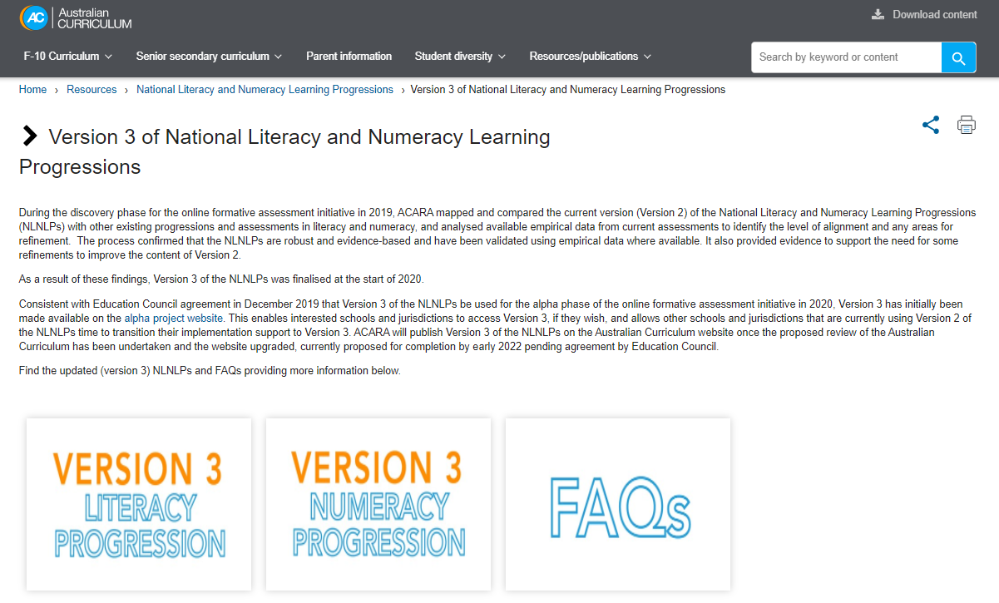 AC Australian
CURRICULUM
Download content
F-10 Curriculum
Senior secondary curriculum
Parent information
Student diversity
Resources/publications
Search by keyword or content
Home › Resources › National Literacy and Numeracy Learning Progressions › Version 3 of National Literacy and Numeracy Learning Progressions
Version 3 of National Literacy and Numeracy Learning
Progressions
During the discovery phase for the online formative assessment initiative in 2019, ACARA mapped and compared the current version (Version 2) of the National Literacy and Numeracy Learning Progressions
(NLNLPs) with other existing progressions and assessments in literacy and numeracy, and analysed available empirical data from current assessments to identify the level of alignment and any areas for
refinement. The process confirmed that the NLNLPs are robust and evidence-based and have been validated using empirical data where available. It also provided evidence to support the need for some
refinements to improve the content of Version 2.
As a result of these findings, Version 3 of the NLNLPs was finalised at the start of 2020.
Consistent with Education Council agreement in December 2019 that Version 3 of the NLNLPs be used for the alpha phase of the online formative assessment initiative in 2020, Version 3 has initially been
made available on the alpha project website. This enables interested schools and jurisdictions to access Version 3, if they wish, and allows other schools and jurisdictions that are currently using Version 2 of
the NLNLPs time to transition their implementation support to Version 3. ACARA will publish Version 3 of the NLNLPs on the Australian Curriculum website once the proposed review of the Australian
Curriculum has been undertaken and the website upgraded, currently proposed for completion by early 2022 pending agreement by Education Council.
Find the updated (version 3) NLNLPs and FAQs providing more information below.
VERSION 3
LITERACY
PROGRESSION
VERSION 3
NUMERACY
PROGRESSION
FAQs